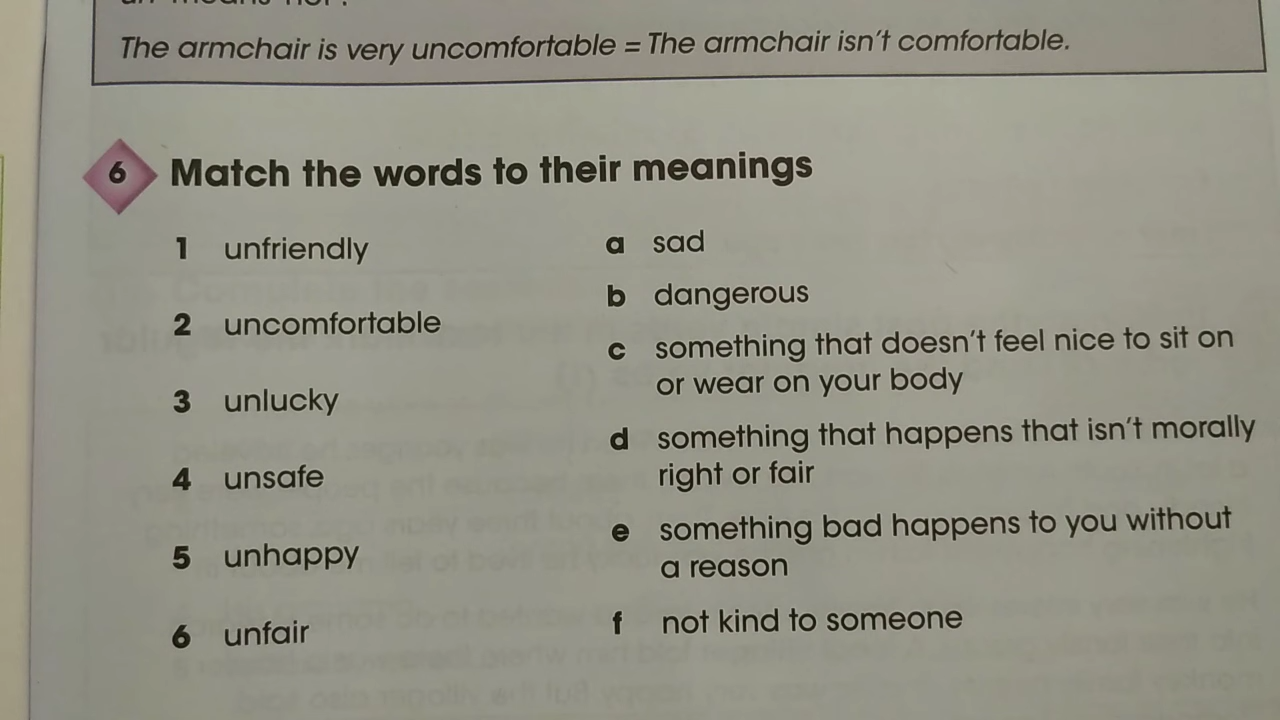 The armchair is very uncomfortable = The armchair isn't comfortable.
6 Match the words to their meanings
1 unfriendly
2 uncomfortable
3 unlucky
4 unsafe
5 unhappy
6 unfair
a sad
b dangerous
c something that doesn't feel nice to sit on
or wear on your body
d something that happens that isn't morally
right or fair
e something bad happens to you without
a reason
f not kind to someone